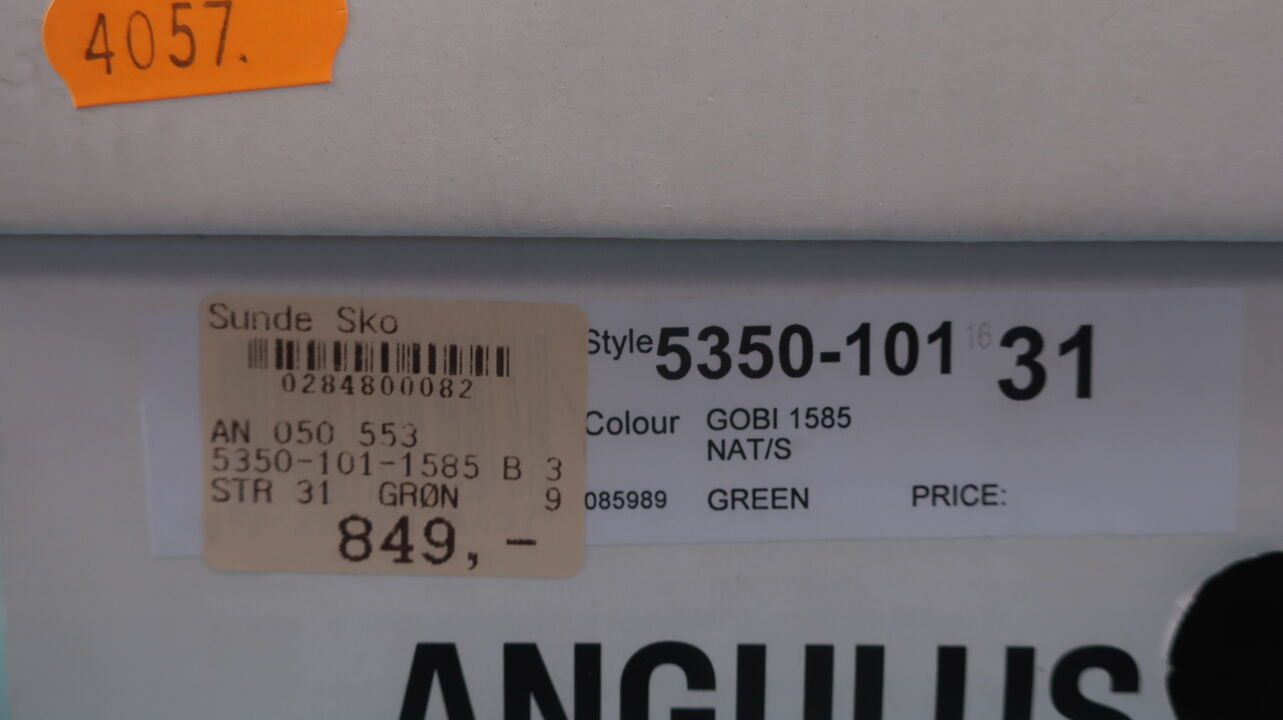 4057.
Sunde Sko
0284800082
AN 050 553
5350-101-1585 B 3
STR 31 GRØN 9
849,-
Style 5350-101 16 31
Colour GOBI 1585
NAT/S
085989 GREEN PRICE:
ANGULUS